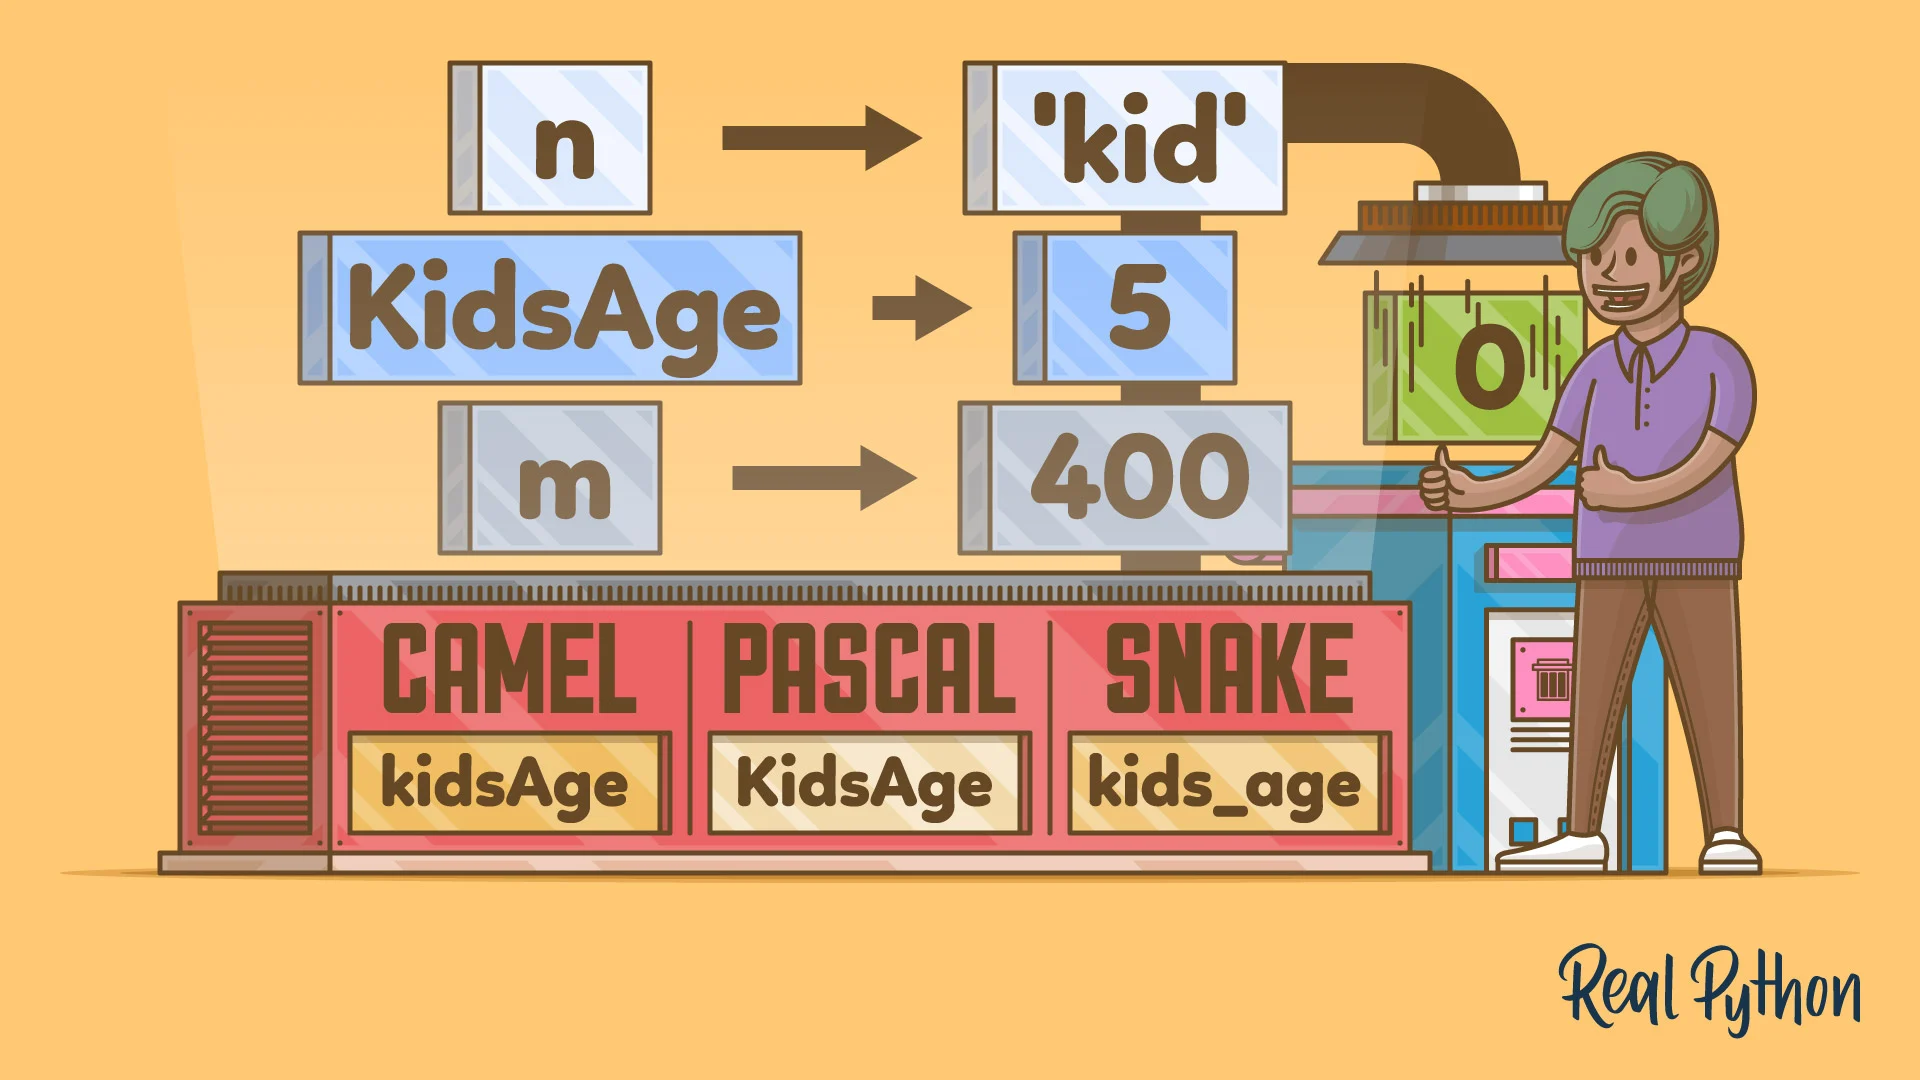 n 'kid'
KidsAge 5
0
m 400
CAMEL PASCAL SNAKE
kidsAge KidsAge kids_age
Real Python